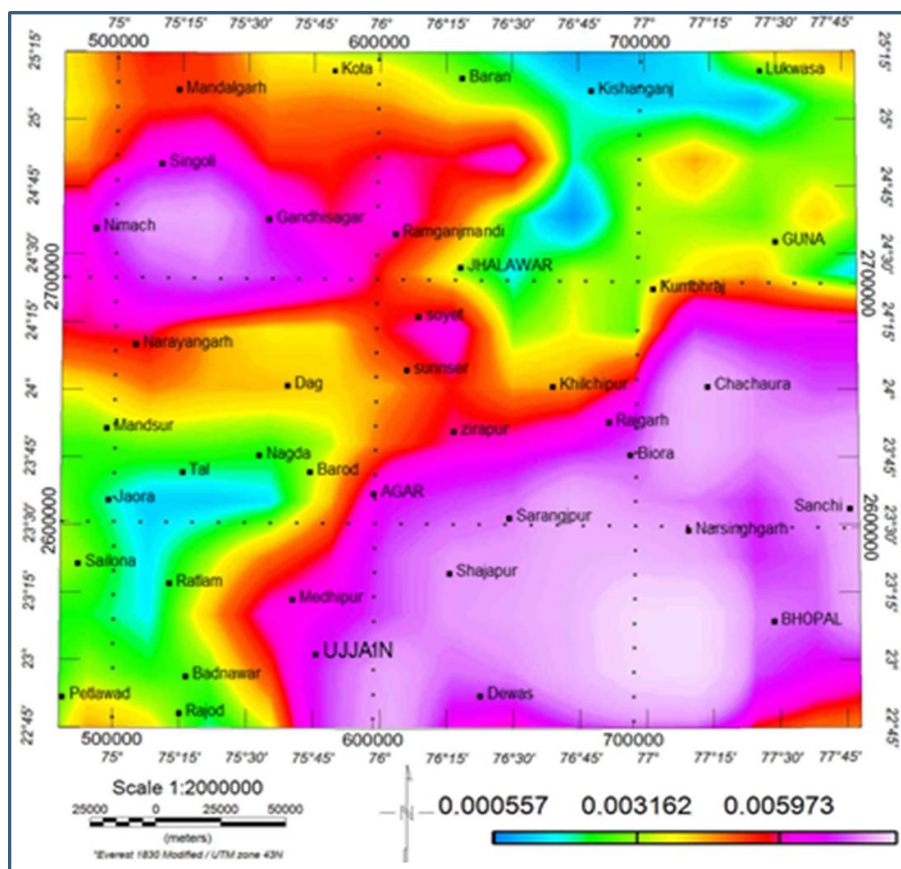 75° 75°15' 75°30' 75°45' 76° 76°15' 76°30' 76°45' 77° 77°15' 77°30' 77°45'
500000 600000 700000
25°15' 25°15'
Kota Baran Lukwasa
Mandalgarh Kishanganj
25° 25°
Singoli
24°45' 24°45'
Nimach Gandhisagar Ramganjmandi GUNA
24°30' 24°30'
JHALAWAR
2700000 Kumbhraj 2700000
24°15' soyet 24°15'
Narayangarh
sunnser
24° Dag Khilchipur Chachaura 24°
Mandsur zirapur Rajgarh
23°45' Nagda Biora 23°45'
Tal Barod
Jaora AGAR Sanchi
23°30' Sarangpur 23°30'
2600000 Narsinghgarh 2600000
Sailona
Ratlam Shajapur
23°15' Medhipur 23°15'
BHOPAL
23° UJJAIN 23°
Badnawar
Petlawad Dewas
Rajod
22°45' 22°45'
500000 600000 700000
75° 75°15' 75°30' 75°45' 76° 76°15' 76°30' 76°45' 77° 77°15' 77°30' 77°45'
Scale 1:2000000
25000 0 25000 50000
(meters)
"Everest 1830 Modified / UTM zone 43N
N
0.000557 0.003162 0.005973